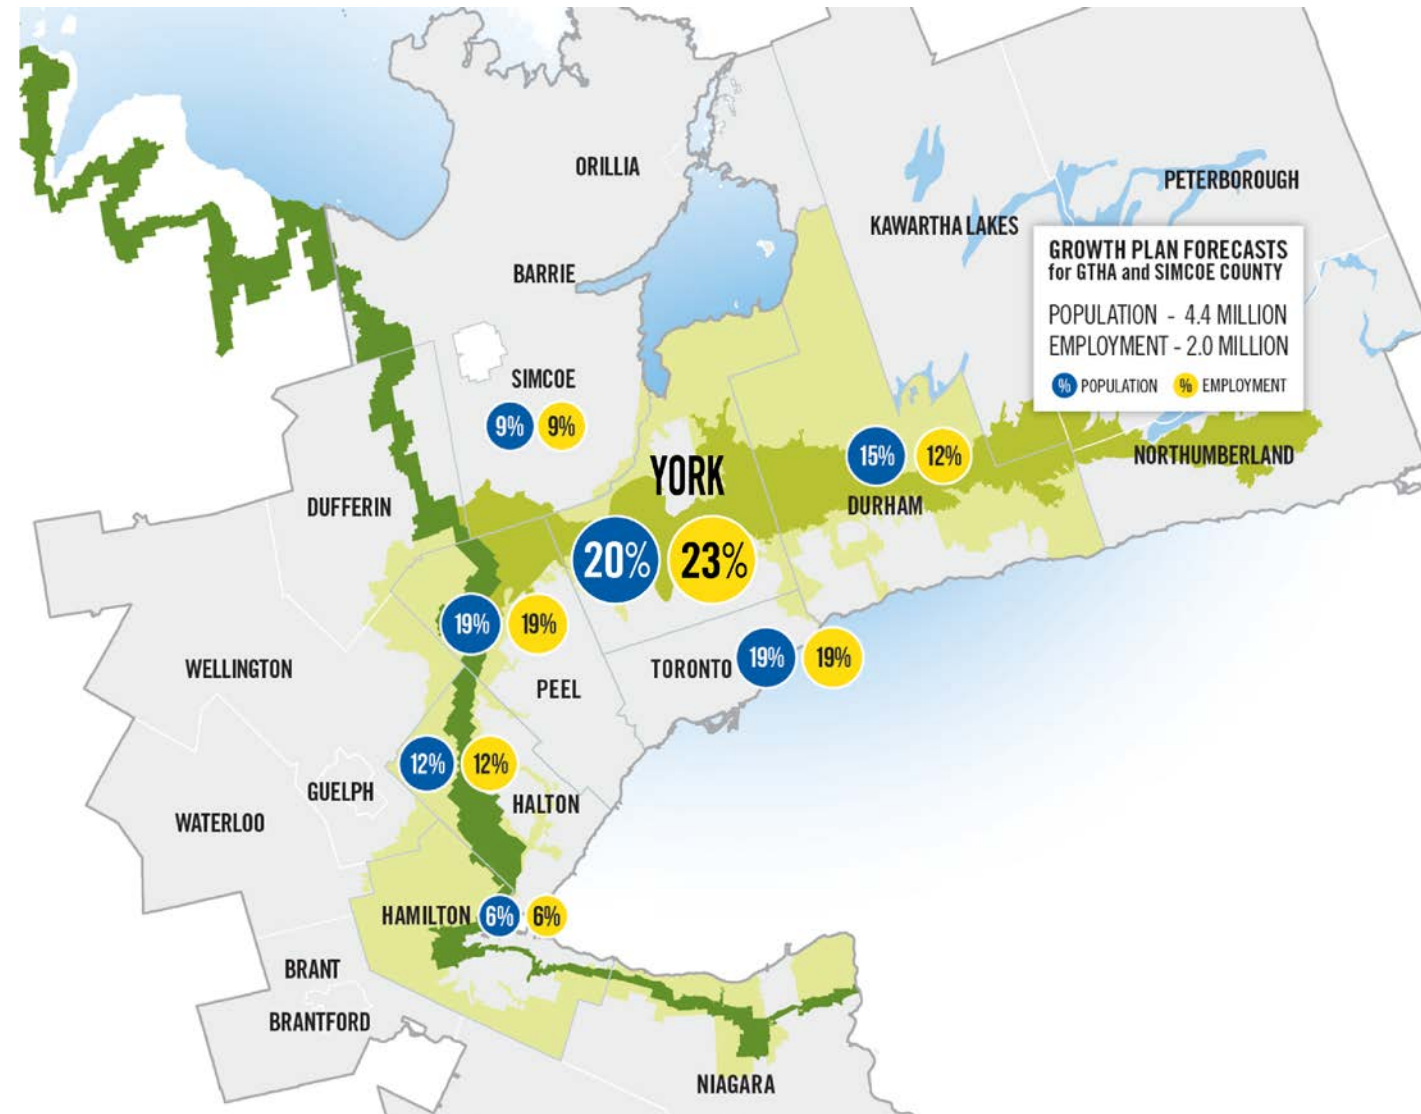 ORILLIA
PETERBOROUGH
KAWARTHA LAKES
GROWTH PLAN FORECASTS
for GTHA and SIMCOE COUNTY
POPULATION - 4.4 MILLION
EMPLOYMENT - 2.0 MILLION
% POPULATION % EMPLOYMENT
BARRIE
SIMCOE
9% 9%
YORK
20% 23%
15% 12%
DURHAM
NORTHUMBERLAND
DUFFERIN
19% 19%
PEEL
TORONTO 19% 19%
WELLINGTON
12% 12%
HALTON
GUELPH
WATERLOO
HAMILTON 6% 6%
BRANT
BRANTFORD
NIAGARA